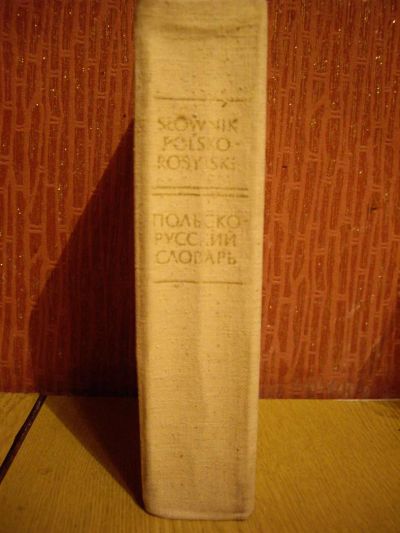 SŁOWNIK
POLSKO-
ROSYJSKI
ПОЛЬСКО-
РУССКИЙ
СЛОВАРЬ